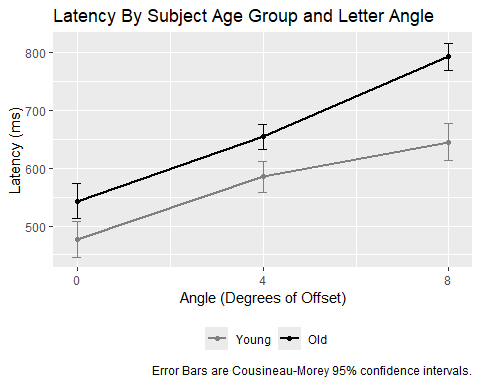 Latency By Subject Age Group and Letter Angle
Latency (ms)
800
700
600
500
0 4 8
Angle (Degrees of Offset)
Young Old
Error Bars are Cousineau-Morey 95% confidence intervals.